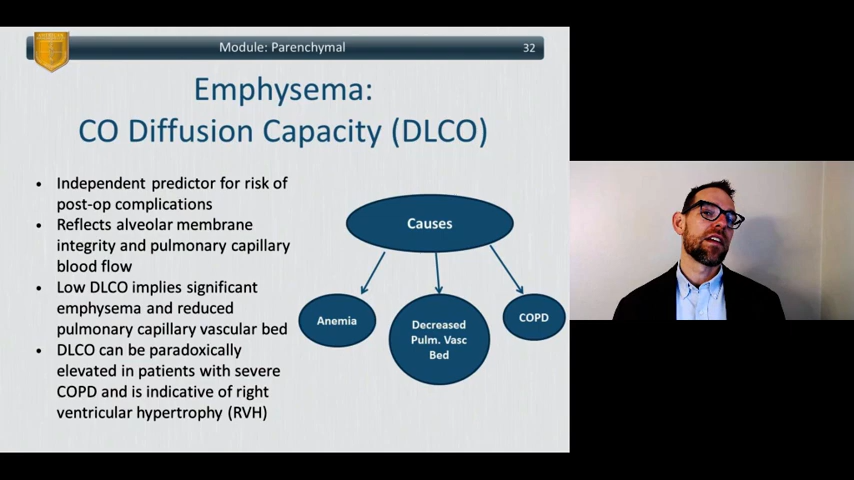 Module: Parenchymal
32
Emphysema:
CO Diffusion Capacity (DLCO)
• Independent predictor for risk of
post-op complications
• Reflects alveolar membrane
integrity and pulmonary capillary
blood flow
• Low DLCO implies significant
emphysema and reduced
pulmonary capillary vascular bed
• DLCO can be paradoxically
elevated in patients with severe
COPD and is indicative of right
ventricular hypertrophy (RVH)
Causes
Anemia
Decreased
Pulm. Vasc
Bed
COPD